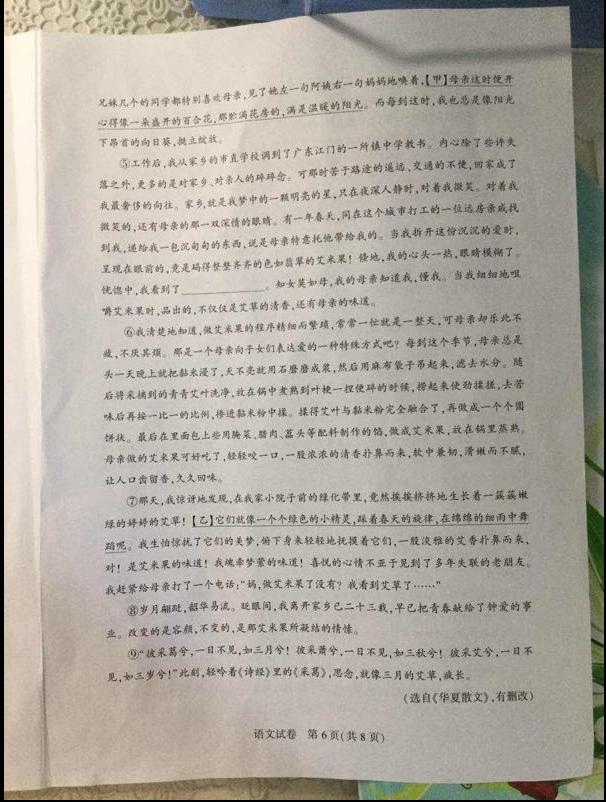 兄妹几个的同学都特别喜欢母亲,见了她左一句阿姨右一句妈妈地唤着,【甲】母亲这时便开
心得像一朵盛开的百合花,那贮满花房的,满是温暖的阳光。而每到这时,我也总是像阳光
下昂首的向日葵,挺立绽放。
⑤工作后,我从家乡的市直学校调到了广东江门的一所镇中学教书。内心除了些许失
落之外,更多的是对家乡、对亲人的碎碎念。可那时苦于路途的遥远、交通的不便,回家成了
我最奢侈的向往。家乡,就是我梦中的一颗明亮的星,只在夜深人静时,对着我微笑。对着我
微笑的,还有母亲的那一双深情的眼睛。有一年春天,同在这个城市打工的一位远房亲戚找
到我,递给我一包沉甸甸的东西,说是母亲特意托他带给我的。当我拆开这份沉沉的爱时,
呈现在眼前的,竟是码得整整齐齐的色如翡翠的艾米果!倏地,我的心头一热,眼睛模糊了。
恍惚中,我看到了____________。知女莫如母,我的母亲知道我,懂我。当我细细地咀
嚼艾米果时,品出的,不仅仅是艾草的清香,还有母亲的味道。
⑥我清楚地知道,做艾米果的程序精细而繁琐,常常一忙就是一整天,可母亲却乐此不
疲,不厌其烦。那是一个母亲向子女们表达爱的一种特殊方式吧?每到这个季节,母亲总是
头一天晚上就把黏米浸了,天不亮就用石磨磨成浆,然后用麻布袋子吊起来,滤去水分。随
后将采摘到的青青艾叶洗净,放在锅中煮熟到叶梗一捏便碎的时候,捞起来使劲揉搓,去苦
味后再按一比一的比例,掺进黏米粉中揉。揉得艾叶与黏米粉完全融合了,再做成一个个圆
饼状。最后在里面包上些用腌菜、腊肉、藠头等配料制作的馅,做成艾米果,放在锅里蒸熟。
母亲做的艾米果可好吃了,轻轻咬一口,一股浓浓的清香扑鼻而来,软中兼韧,滑嫩而不腻,
让人口齿留香,久久回味。
⑦那天,我惊讶地发现,在我家小院子前的绿化带里,竟然挨挨挤挤地生长着一簇簇嫩
绿的婷婷的艾草!【乙】它们就像一个个绿色的小精灵,踩着春天的旋律,在绵绵的细雨中舞
蹈呢。我生怕惊扰了它们的美梦,俯下身来轻轻地抚摸着它们,一股淡雅的艾香扑鼻而来,
对!是艾米果的味道!我魂牵梦萦的味道!喜悦的心情不亚于见到了多年失联的老朋友。
我赶紧给母亲打了一个电话:“妈,做艾米果了没有?我看到艾草了……”
⑧岁月翩跹,韶华易流。眨眼间,我离开家乡已二十三载,早已把青春献给了钟爱的事
业。改变的是容颜,不变的,是那艾米果所凝结的情愫。
⑨“彼采葛兮,一日不见,如三月兮!彼采萧兮,一日不见,如三秋兮!彼采艾兮,一日不
见,如三岁兮!”此刻,轻吟着《诗经》里的《采葛》,思念,就像三月的艾草,疯长。
(选自《华夏散文》,有删改)
语文试卷 第6页(共8页)